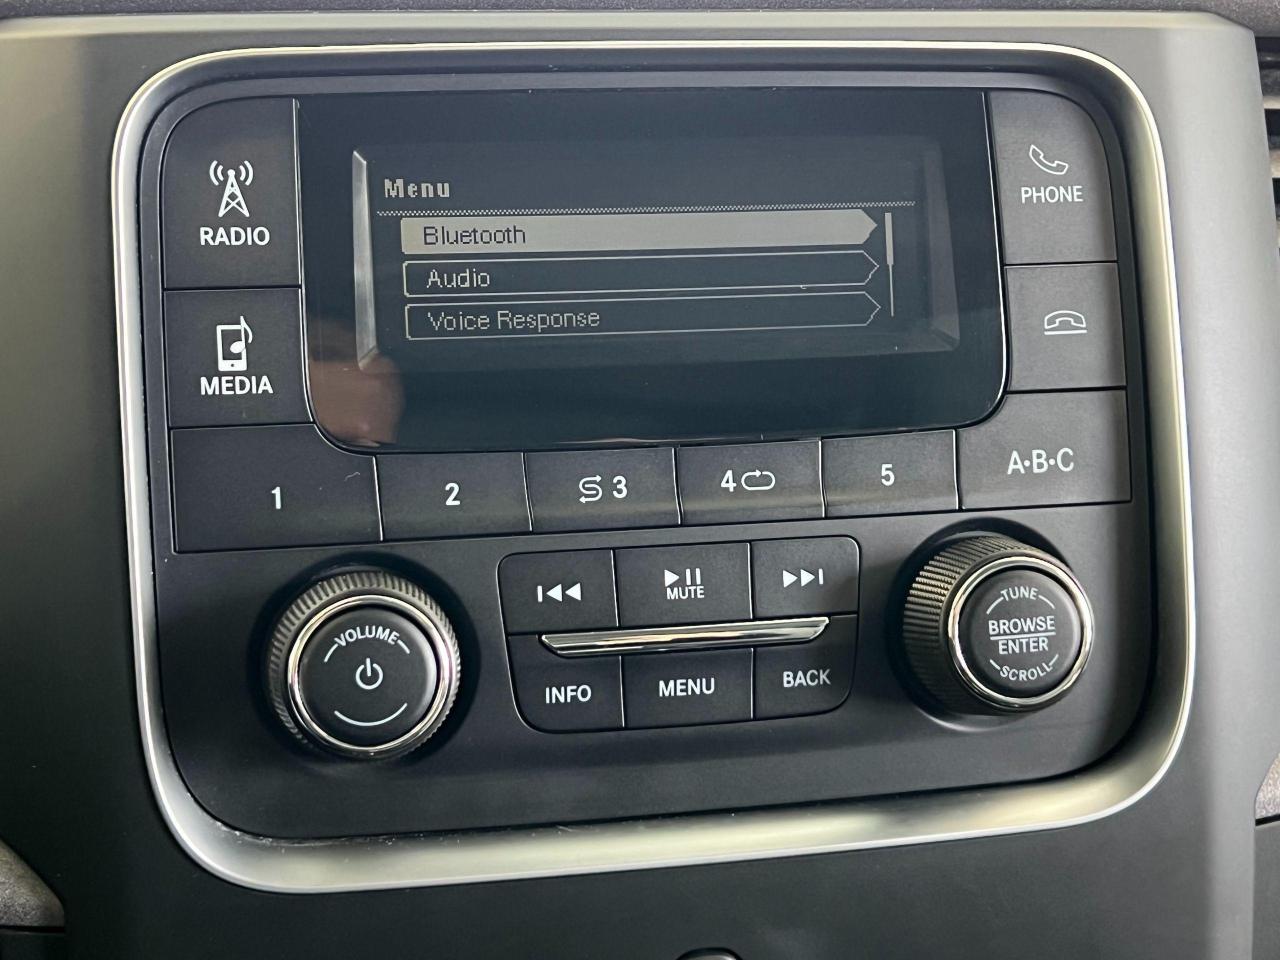 RADIO
MEDIA
Menu
Bluetooth
Audio
Voice Response
PHONE
1
2
3
4
5
A·B·C
VOLUME
MUTE
INFO
MENU
BACK
TUNE
BROWSE
ENTER
SCROLL